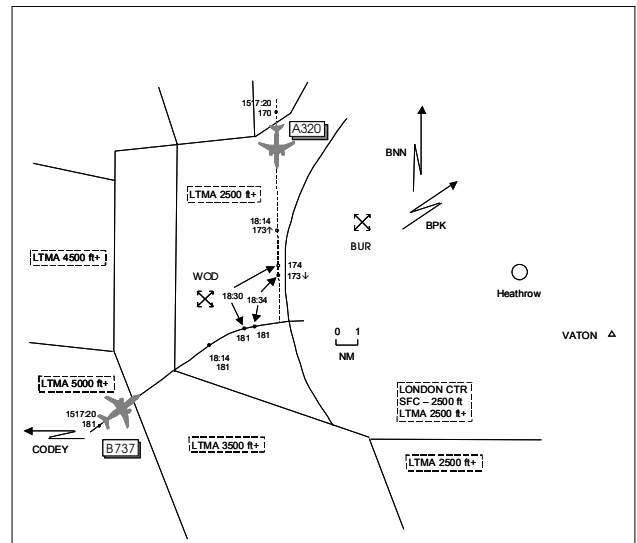 1517:20
170
A320
BNN
BPK
LTMA 2500 ft+
18:14
173↑
BUR
LTMA 4500 ft+
WOD
174
173↓
18:30
18:34
Heathrow
181
181
0 1
NM
VATON
18:14
181
LTMA 5000 ft+
LONDON CTR
SFC – 2500 ft
LTMA 2500 ft+
1517:20
181
CODEY
B737
LTMA 3500 ft+
LTMA 2500 ft+